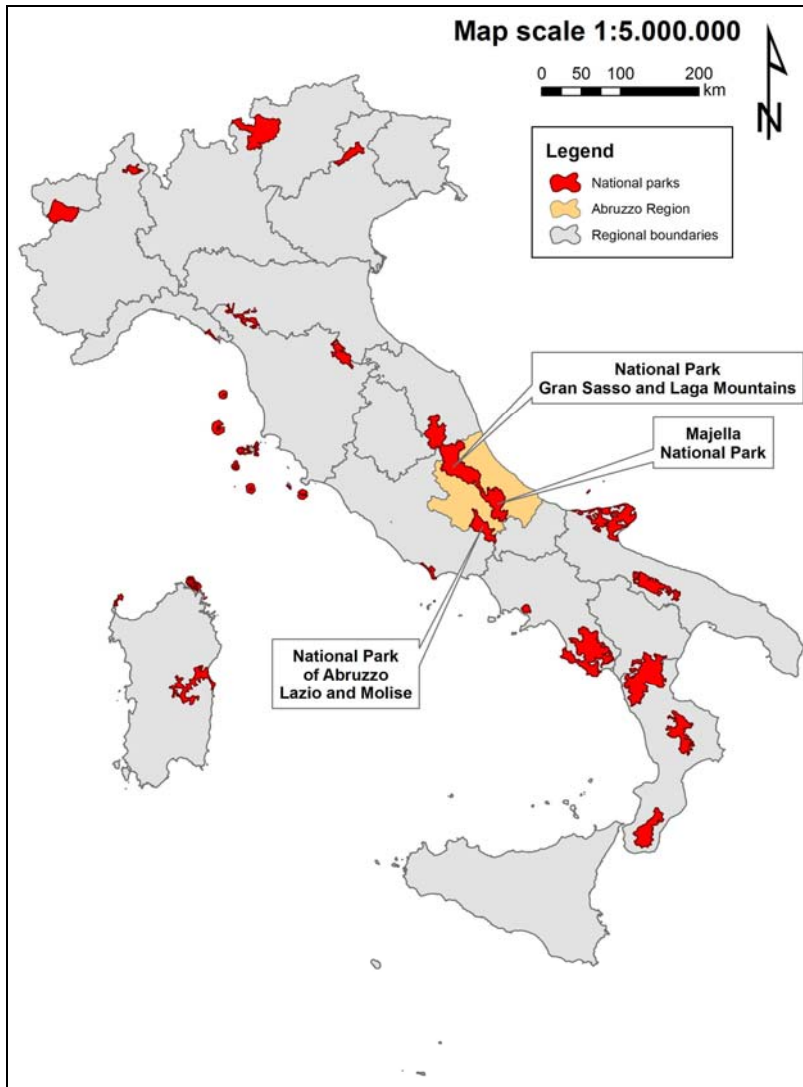 Map scale 1:5.000.000
0 50 100 200
km
N
Legend
National parks
Abruzzo Region
Regional boundaries
National Park
Gran Sasso and Laga Mountains
Majella
National Park
National Park
of Abruzzo
Lazio and Molise